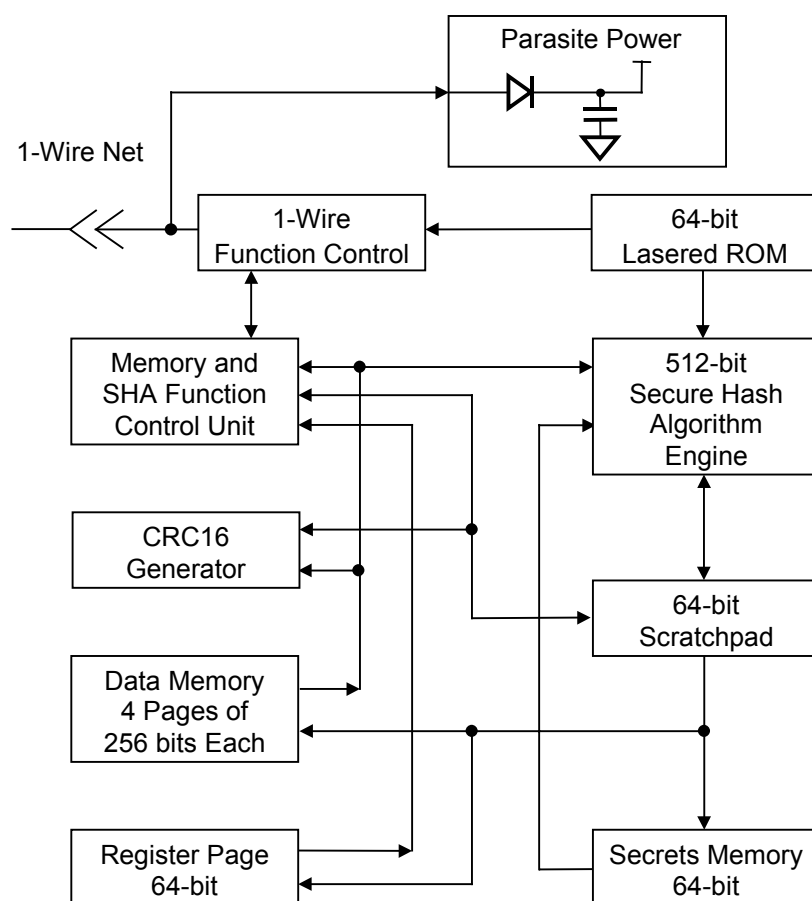 Parasite Power
1-Wire Net
1-Wire
Function Control
64-bit
Lasered ROM
Memory and
SHA Function
Control Unit
512-bit
Secure Hash
Algorithm
Engine
CRC16
Generator
64-bit
Scratchpad
Data Memory
4 Pages of
256 bits Each
Register Page
64-bit
Secrets Memory
64-bit